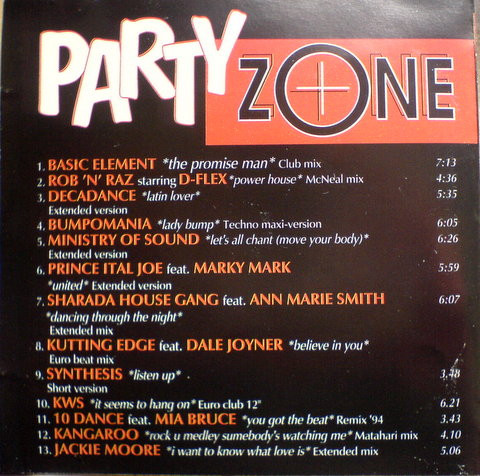 PARTY
ZONE
1. BASIC ELEMENT *the promise man* Club mix 7:13
2. ROB 'N' RAZ starring D-FLEX *power house* McNeal mix 4:36
3. DECADANCE *latin lover* 5:35
Extended version
4. BUMPOMANIA *lady bump* Techno maxi-version 6:05
5. MINISTRY OF SOUND *let's all chant (move your body)* 6:26
Extended version
6. PRINCE ITAL JOE feat. MARKY MARK 5:59
*united* Extended version
7. SHARADA HOUSE GANG feat. ANN MARIE SMITH 6:07
*dancing through the night*
Extended mix
8. KUTTING EDGE feat. DALE JOYNER *believe in you*
Euro beat mix
9. SYNTHESIS *listen up* 3.48
Short version
10. KWS *it seems to hang on* Euro club 12" 6.21
11. 10 DANCE feat. MIA BRUCE *you got the beat* Remix '94 3.43
12. KANGAROO *rock u medley sumebody's watching me* Matahari mix 4.10
13. JACKIE MOORE *i want to know what love is* Extended mix 5.06